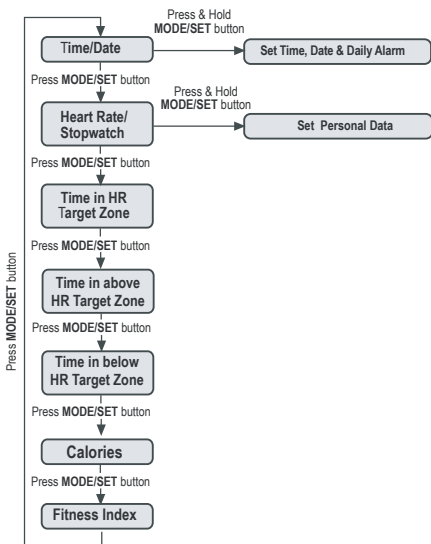 Press & Hold
MODE/SET button
Time/Date
Set Time, Date & Daily Alarm
Press MODE/SET button
Press & Hold
MODE/SET button
Heart Rate/
Stopwatch
Set Personal Data
Press MODE/SET button
Time in HR
Target Zone
Press MODE/SET button
Time in above
HR Target Zone
Press MODE/SET button
Time in below
HR Target Zone
Press MODE/SET button
Calories
Press MODE/SET button
Fitness Index
Press MODE/SET button